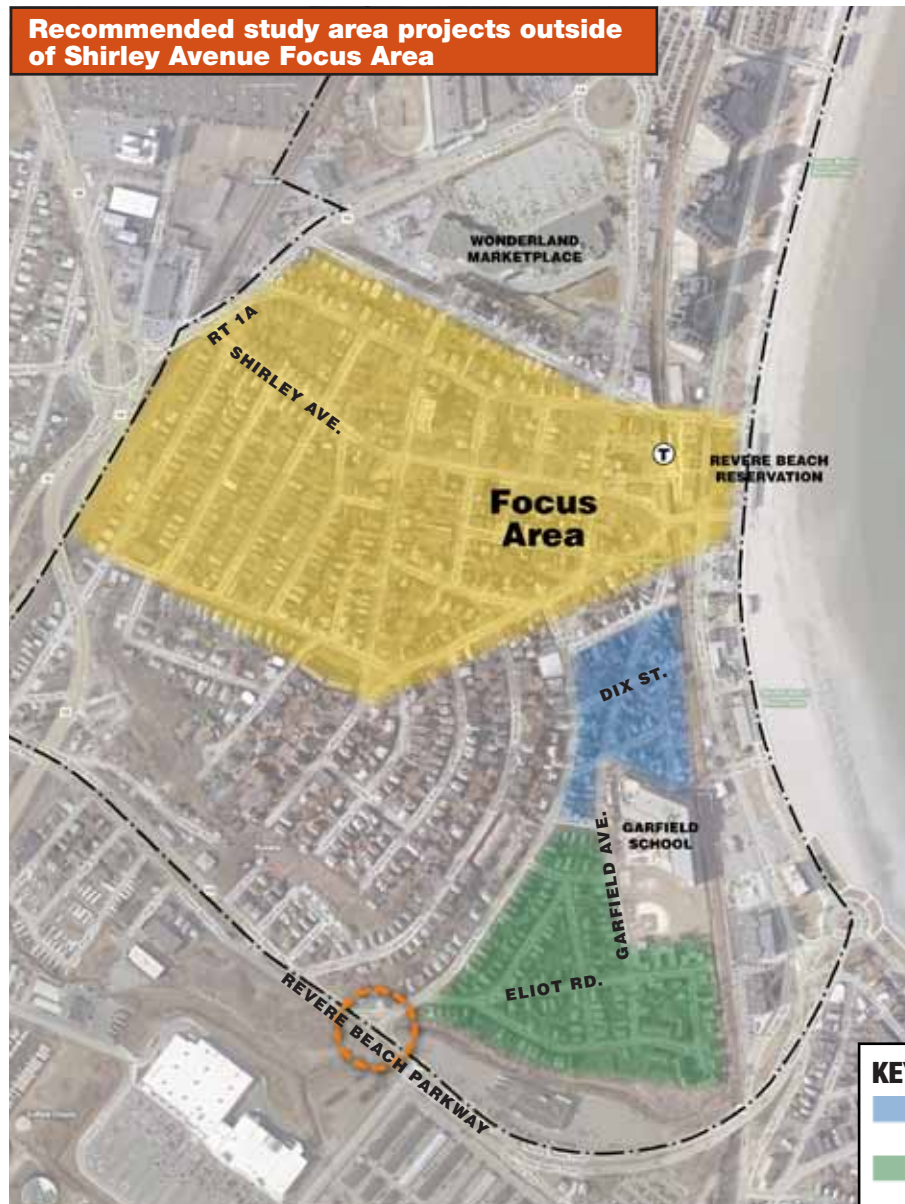 Recommended study area projects outside
of Shirley Avenue Focus Area
WONDERLAND
MARKETPLACE
RT 1A
SHIRLEY AVE.
T
REVERE BEACH
RESERVATION
Focus
Area
DIX ST.
GARFIELD AVE.
GARFIELD
SCHOOL
ELIOT RD.
REVERE BEACH PARKWAY
KEY